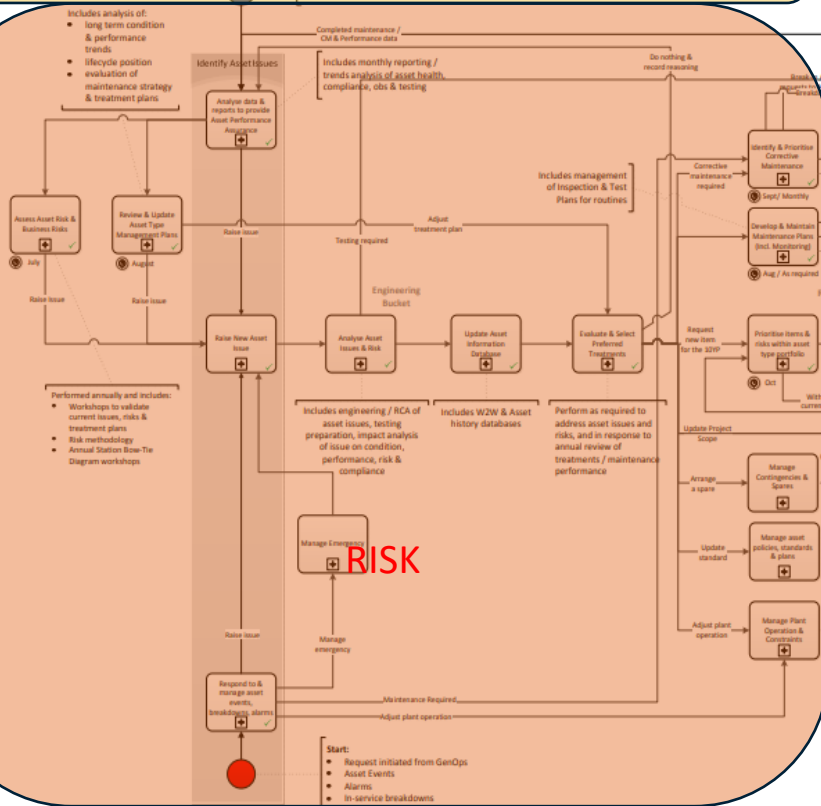 Includes analysis of:
long term condition
& performance
trends
lifecycle position
evaluation of
maintenance strategy
& treatment plans
Identify Asset Issues
Completed maintenance /
CM & Performance data
Includes monthly reporting /
trends analysis of asset health,
compliance, obs & testing
Do nothing &
record reasoning
Analyse data &
reports to provide
Asset Performance
Assurance
Identify & Prioritise
Corrective
Maintenance
Sept/ Monthly
Corrective
maintenance
required
Includes management
of Inspection & Test
Plans for routines
Assess Asset Risk &
Business Risks
July
Review & Update
Asset Type
Management Plans
August
Raise issue
Testing required
Adjust
treatment plan
Develop & Maintain
Maintenance Plans
(Incl. Monitoring)
Aug / As required
Raise Issue
Raise issue
Engineering
Bucket
Raise New Asset
Issue
Analyse Asset
Issues & Risk
Update Asset
Information
Database
Evaluate & Select
Preferred
Treatments
Request
new item
for the 10YP
Prioritise items &
risks within asset
type portfolio
Oct
With
current
Performed annually and includes:
Workshops to validate
current issues, risks &
treatment plans
Risk methodology
Annual Station Bow-Tie
Diagram workshops
Includes engineering / RCA of
asset issues, testing
preparation, impact analysis
of issue on condition,
performance, risk &
compliance
Includes W2W & Asset
history databases
Perform as required to
address asset issues and
risks, and in response to
annual review of
treatments / maintenance
performance
Update Project
Scope
Arrange
a spare
Manage
Contingencies &
Spares
Manage Emergency
RISK
Update
standard
Manage asset
policies, standards
& plans
Raise issue
Manage
emergency
Adjust plant
operation
Manage Plant
Operation &
Constraints
Respond to &
manage asset
events,
breakdowns, alarms
Maintenance Required
Adjust plant operation
Start:
Request initiated from GenOps
Asset Events
Alarms
In-service breakdowns